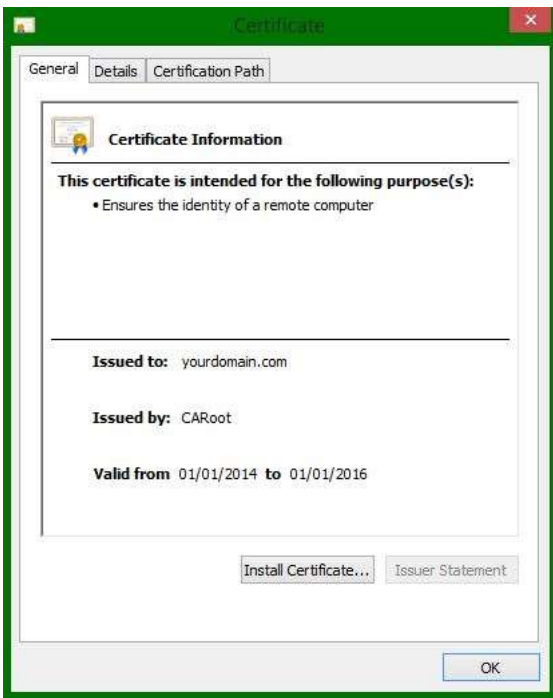 Certificate
General Details Certification Path
Certificate Information
This certificate is intended for the following purpose(s):
• Ensures the identity of a remote computer
Issued to: yourdomain.com
Issued by: CARoot
Valid from 01/01/2014 to 01/01/2016
Install Certificate... Issuer Statement
OK